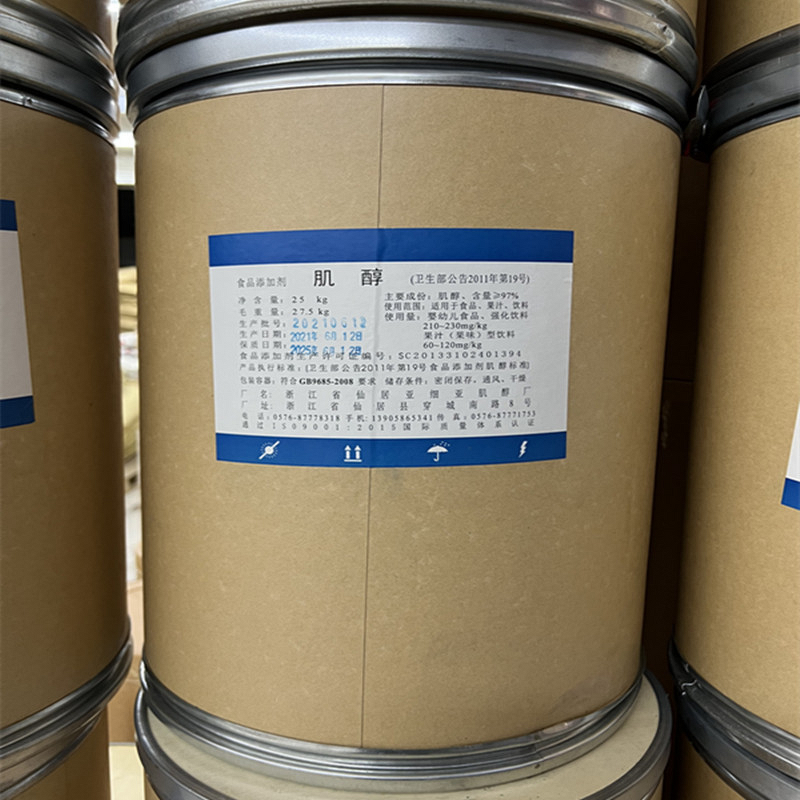 食品添加剂 肌 醇 (卫生部公告2011年第19号)
净 含 量: 25 kg
毛 重 量: 27.5 kg
生产批号: 20210612
生产日期: 2021年 6月 12日
保质日期: 2025年 6月 12日
主要成份: 肌醇、含量≥97%
使用范围: 适用于食品、果汁、饮料
使用量: 婴幼儿食品、强化饮料
210~230mg/kg
果汁(果味)型饮料
60~120mg/kg
食品添加剂生产许可证编号: SC20133102401394
产品执行标准: [卫生部公告2011年第19号食品添加剂肌醇标准]
包装容器: 符合GB9685-2008要求 储存条件: 密闭保存、通风、干燥
厂 名: 浙江省仙居亚细亚肌醇厂
厂 址: 浙江省仙居县穿城南路8号
电话: 0576-87778318 手机: 13905865341 传真: 0576-87771753
通过ISO9001:2015国际质量体系认证